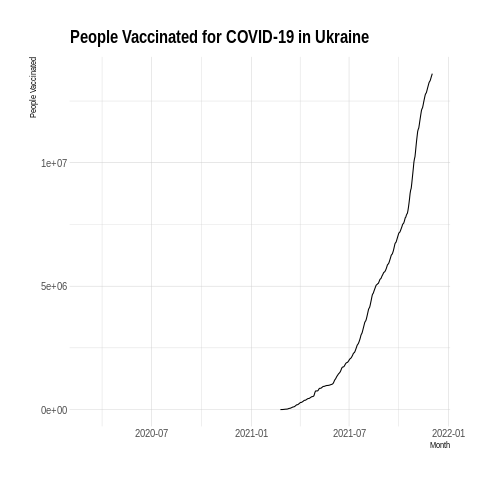 People Vaccinated for COVID-19 in Ukraine
People Vaccinated
1e+07
5e+06
0e+00
2020-07
2021-01
2021-07
2022-01
Month